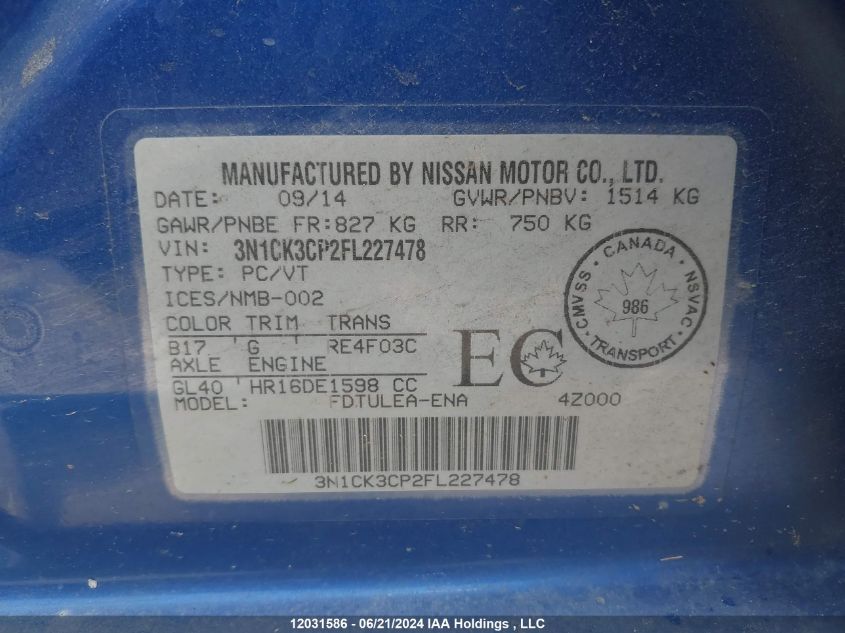 MANUFACTURED BY NISSAN MOTOR CO., LTD.
DATE: 09/14 GVWR/PNBV: 1514 KG
GAWR/PNBE FR:827 KG RR: 750 KG
VIN: 3N1CK3CP2FL227478
TYPE: PC/VT
ICES/NMB-002
COLOR TRIM TRANS
B17 'G ' RE4F03C
AXLE ENGINE
GL40 ' HR16DE1598 CC
MODEL: FDTULEA-ENA 4Z000
EC
CANADA
CMVSS NSVAC
986
TRANSPORT
3N1CK3CP2FL227478
12031586 - 06/21/2024 IAA Holdings , LLC